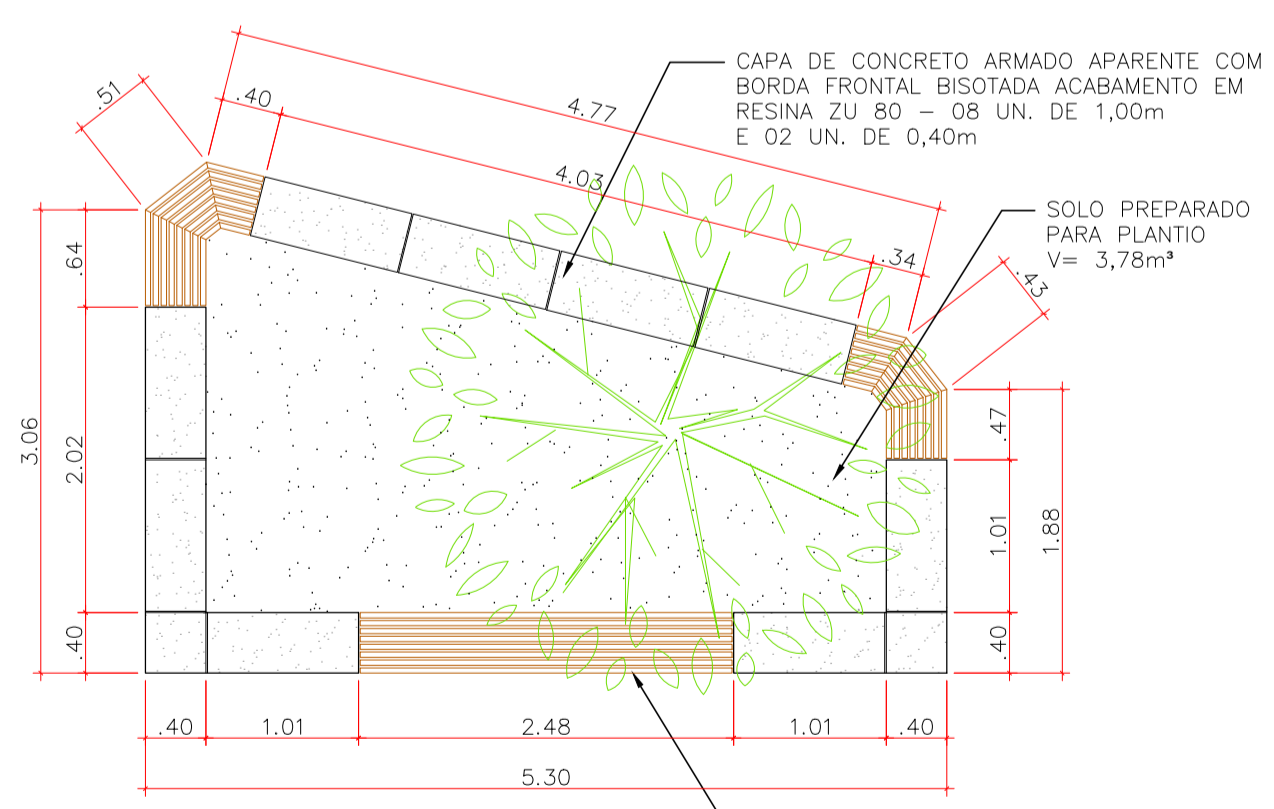 CAPA DE CONCRETO ARMADO APARENTE COM
BORDA FRONTAL BISOTADA ACABAMENTO EM
RESINA ZU 80 – 08 UN. DE 1,00m
E 02 UN. DE 0,40m
SOLO PREPARADO
PARA PLANTIO
V= 3,78m³
.51
.40
4.77
4.03
.34
.43
.64
3.06
2.02
.40
.47
1.01
1.88
.40
.40
1.01
2.48
1.01
.40
5.30